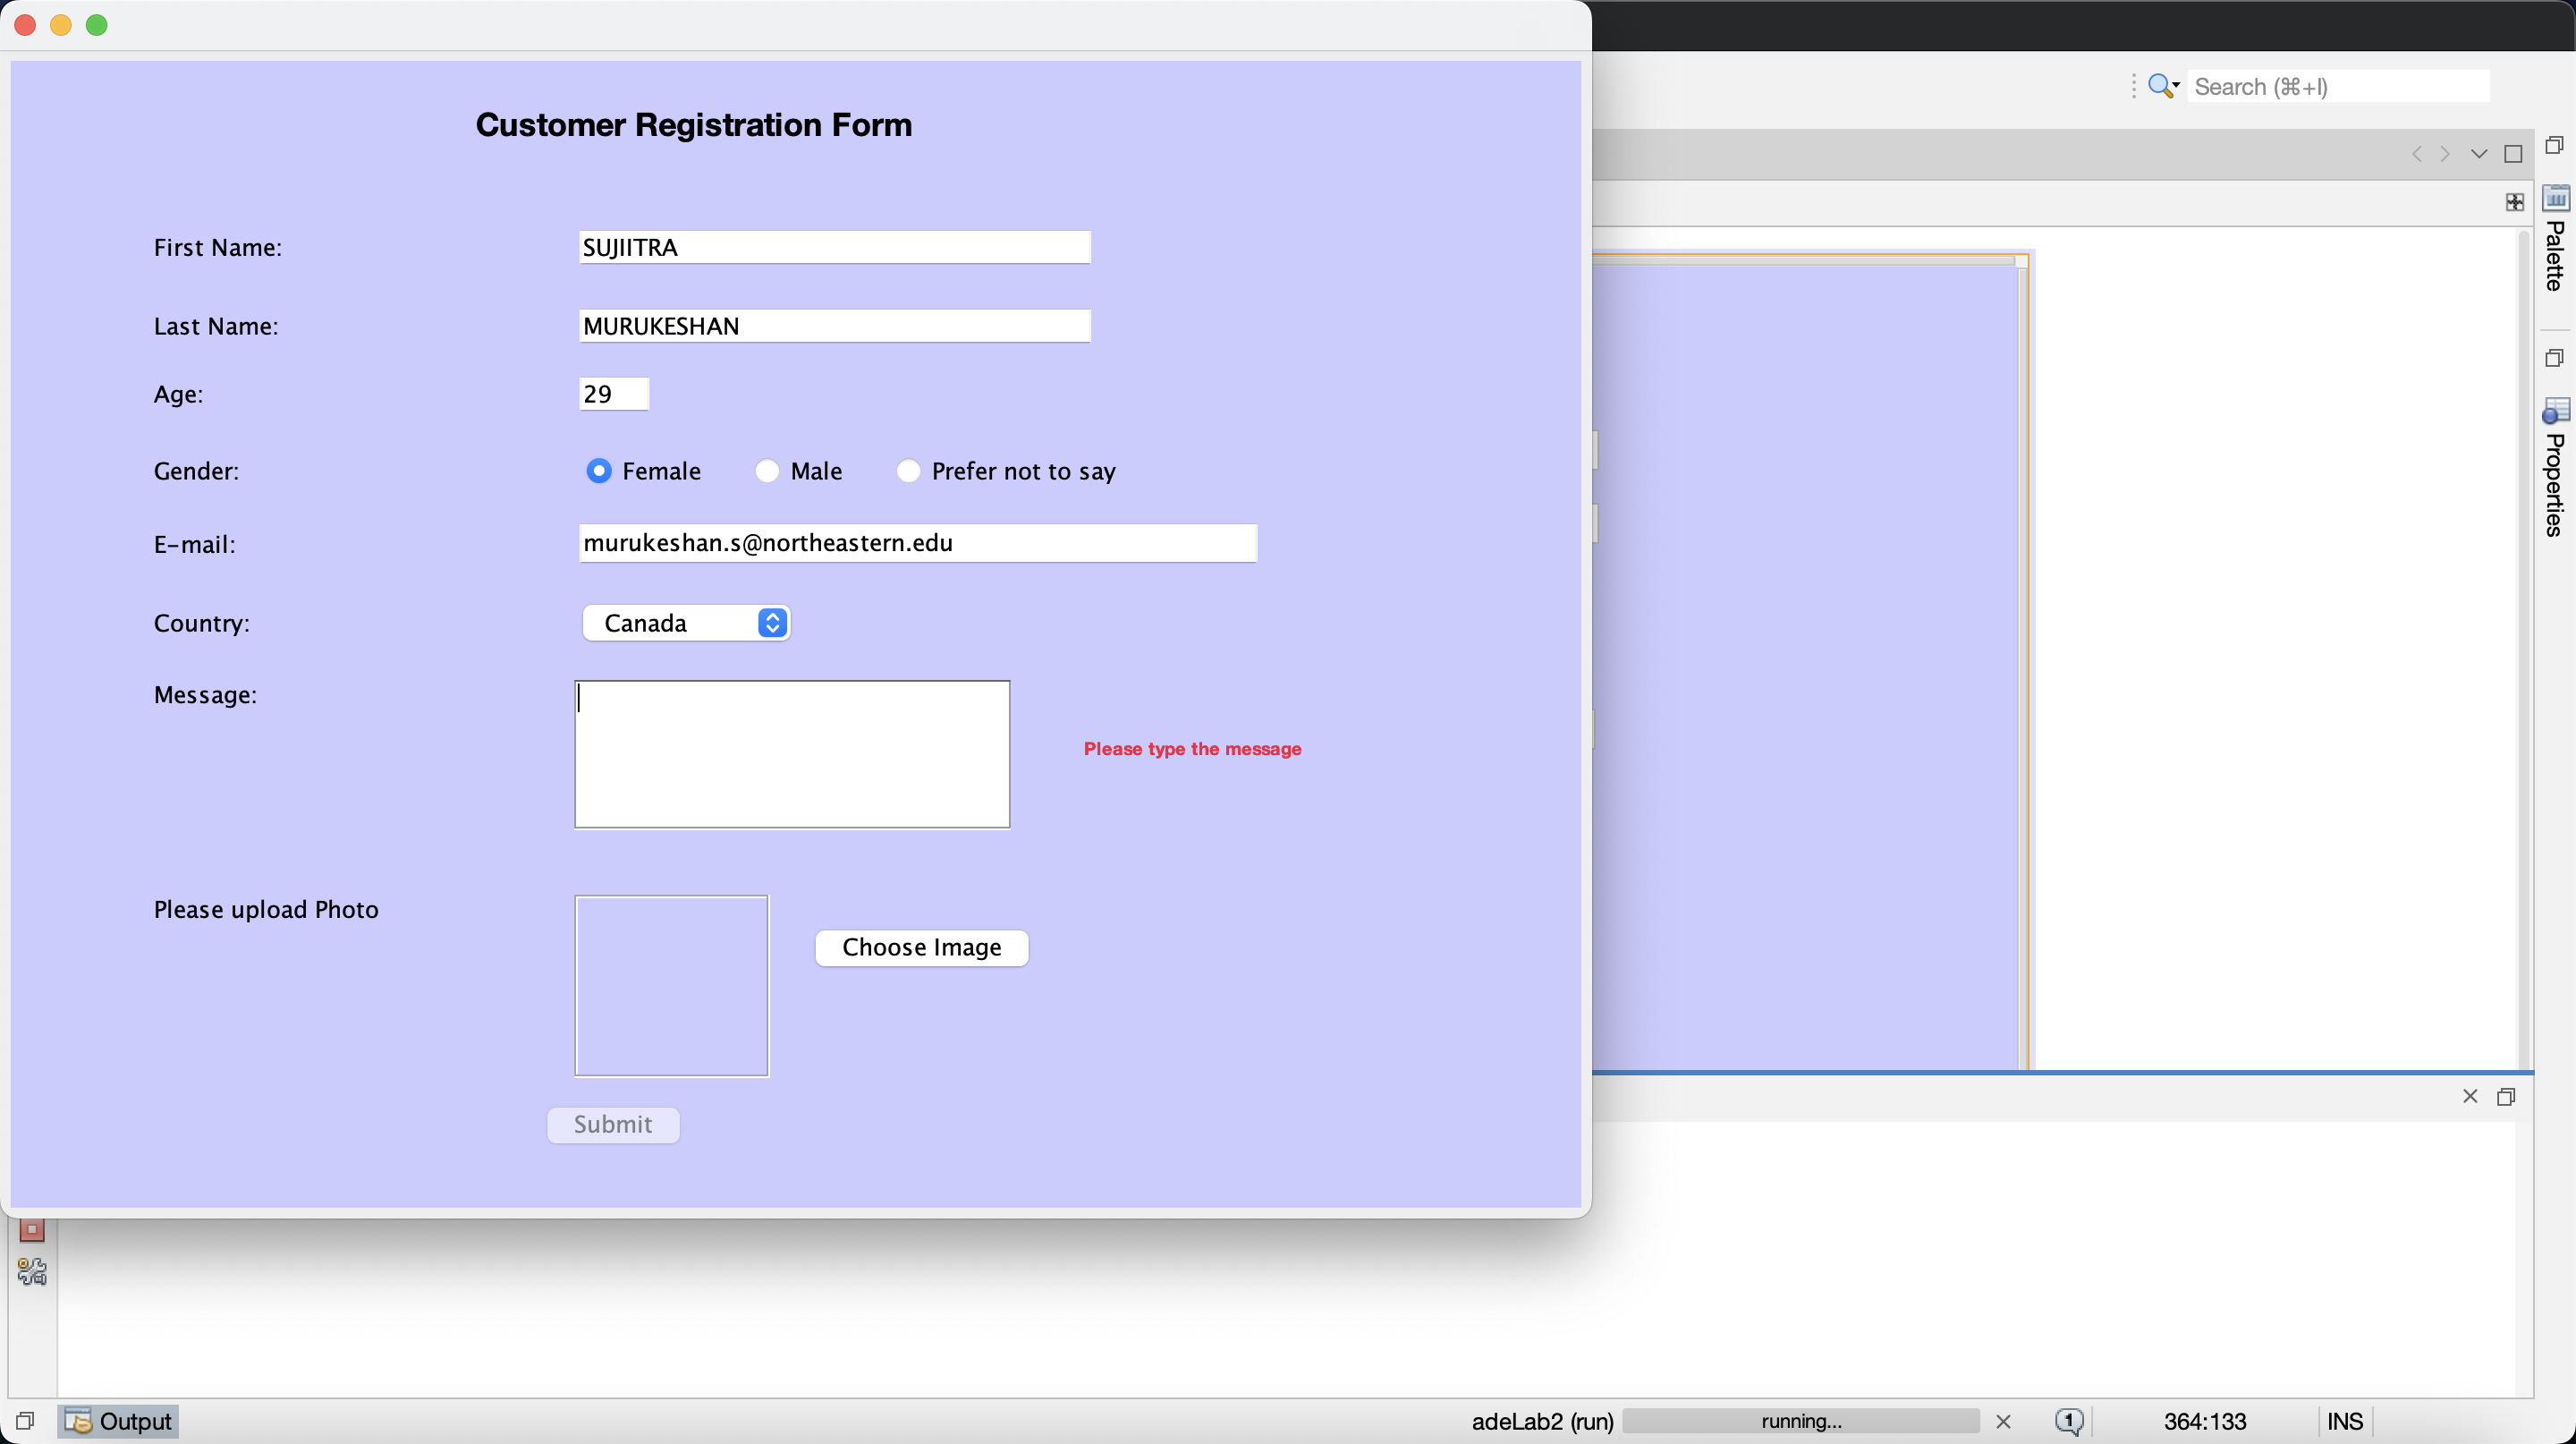 Customer Registration Form
Search (⌘+I)
First Name: SUJIITRA
Last Name: MURUKESHAN
Age: 29
Gender: Female Male Prefer not to say
E-mail: murukeshan.s@northeastern.edu
Country: Canada
Message:
Please type the message
Please upload Photo
Choose Image
Submit
Palette
Properties
Output
adeLab2 (run) running... 1 364:133 INS